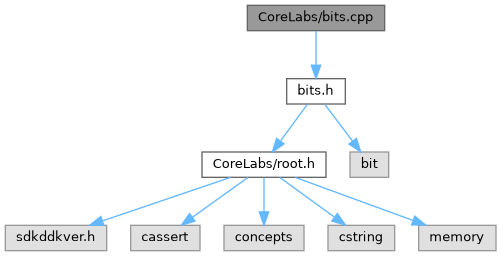 CoreLabs/bits.cpp
bits.h
CoreLabs/root.h
bit
sdkddkver.h
cassert
concepts
cstring
memory